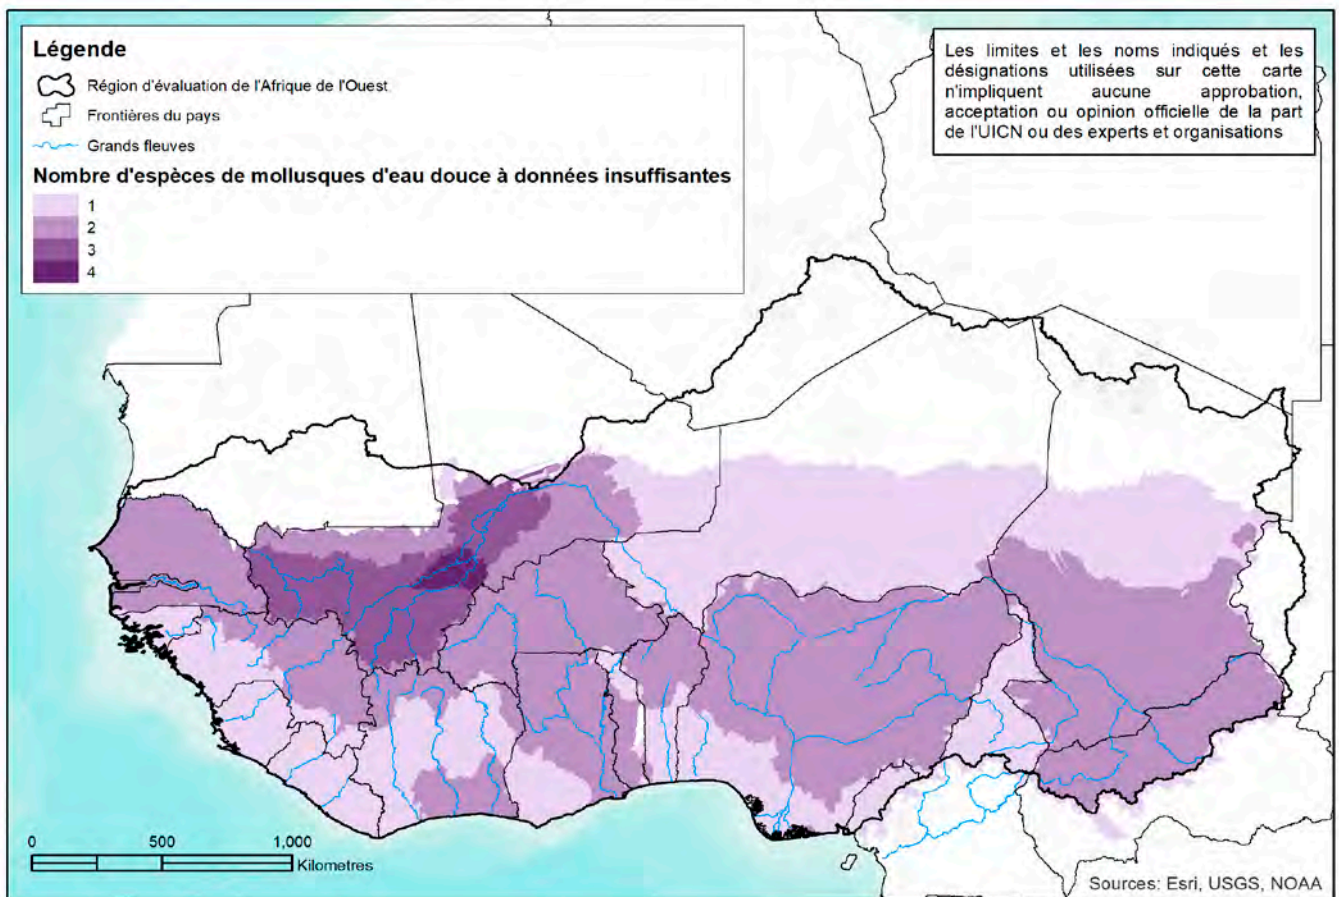 Légende
Région d'évaluation de l'Afrique de l'Ouest
Frontières du pays
Grands fleuves
Nombre d'espèces de mollusques d'eau douce à données insuffisantes
1
2
3
4
Les limites et les noms indiqués et les
désignations utilisées sur cette carte
n'impliquent aucune approbation,
acceptation ou opinion officielle de la part
de l'UICN ou des experts et organisations
0 500 1,000
Kilometres
Sources: Esri, USGS, NOAA